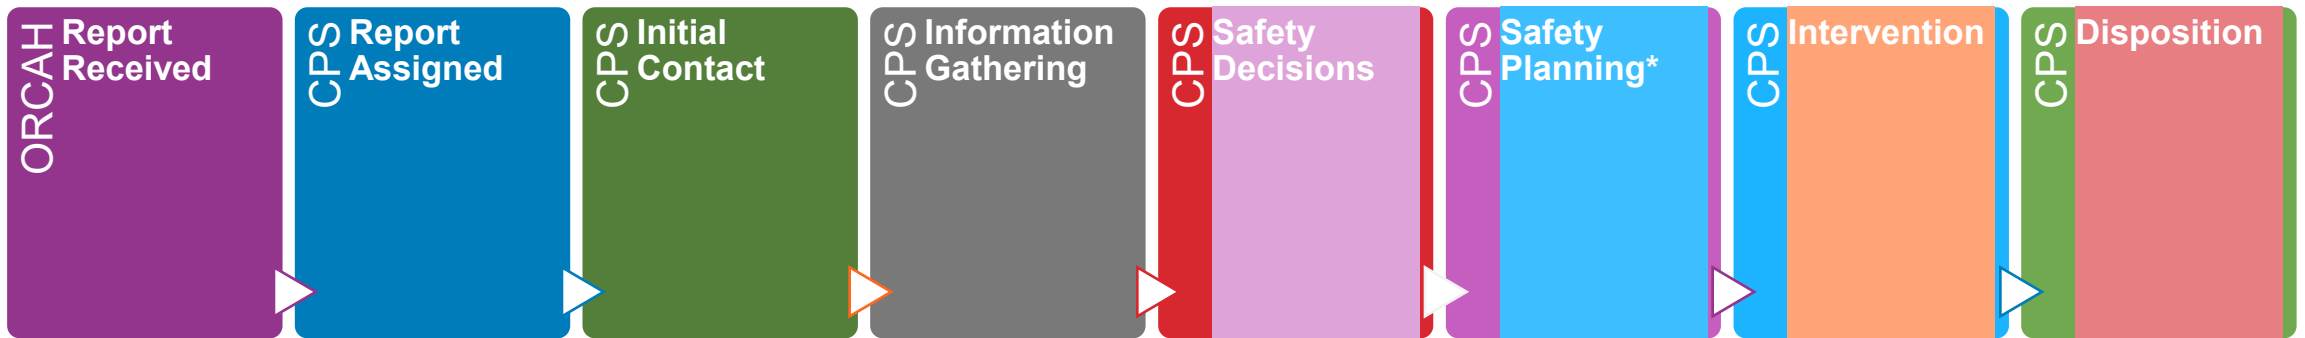 ORCAH
Report
Received
CPS
Report
Assigned
CPS
Initial
Contact
CPS
Information
Gathering
CPS
Safety
Decisions
CPS
Safety
Planning*
CPS
Intervention
CPS
Disposition